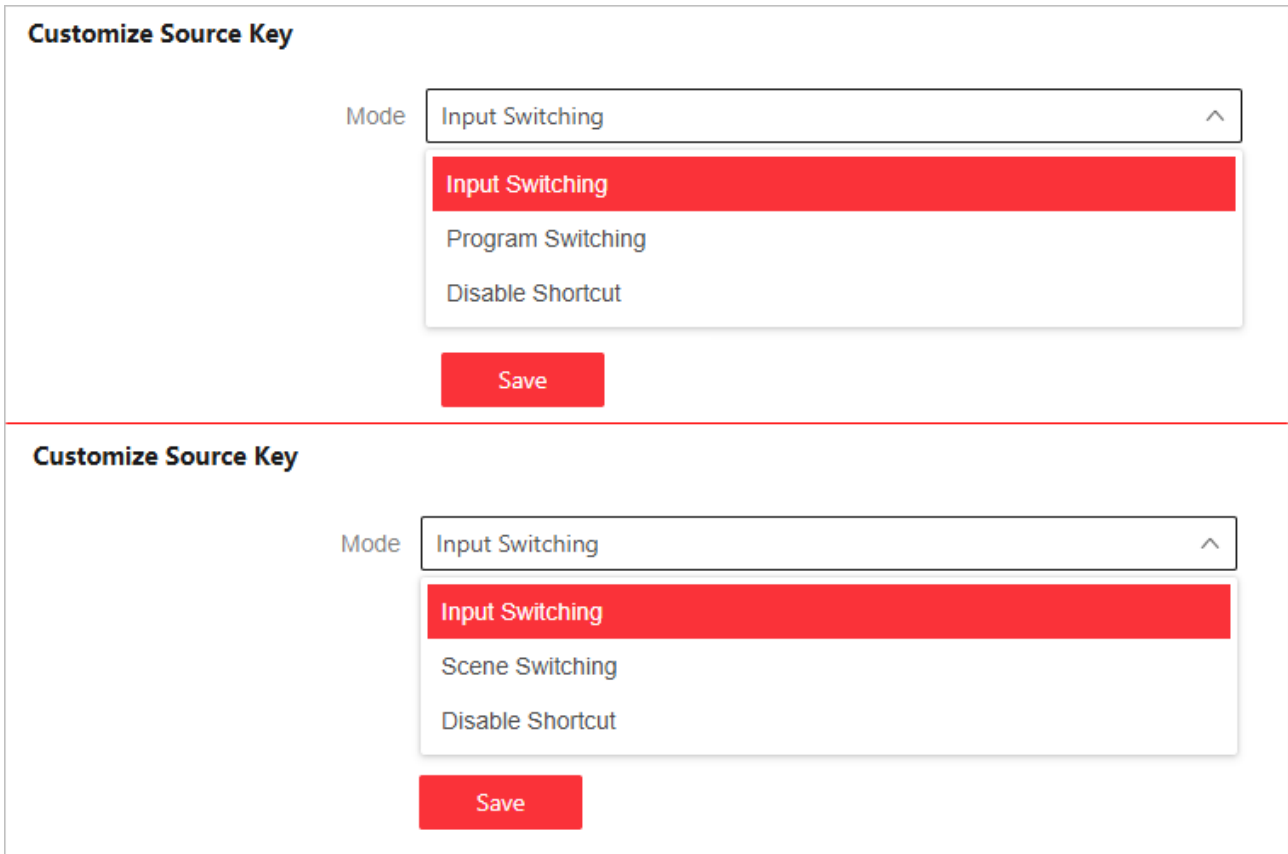 Customize Source Key
Mode Input Switching
Input Switching
Program Switching
Disable Shortcut
Save
Customize Source Key
Mode Input Switching
Input Switching
Scene Switching
Disable Shortcut
Save